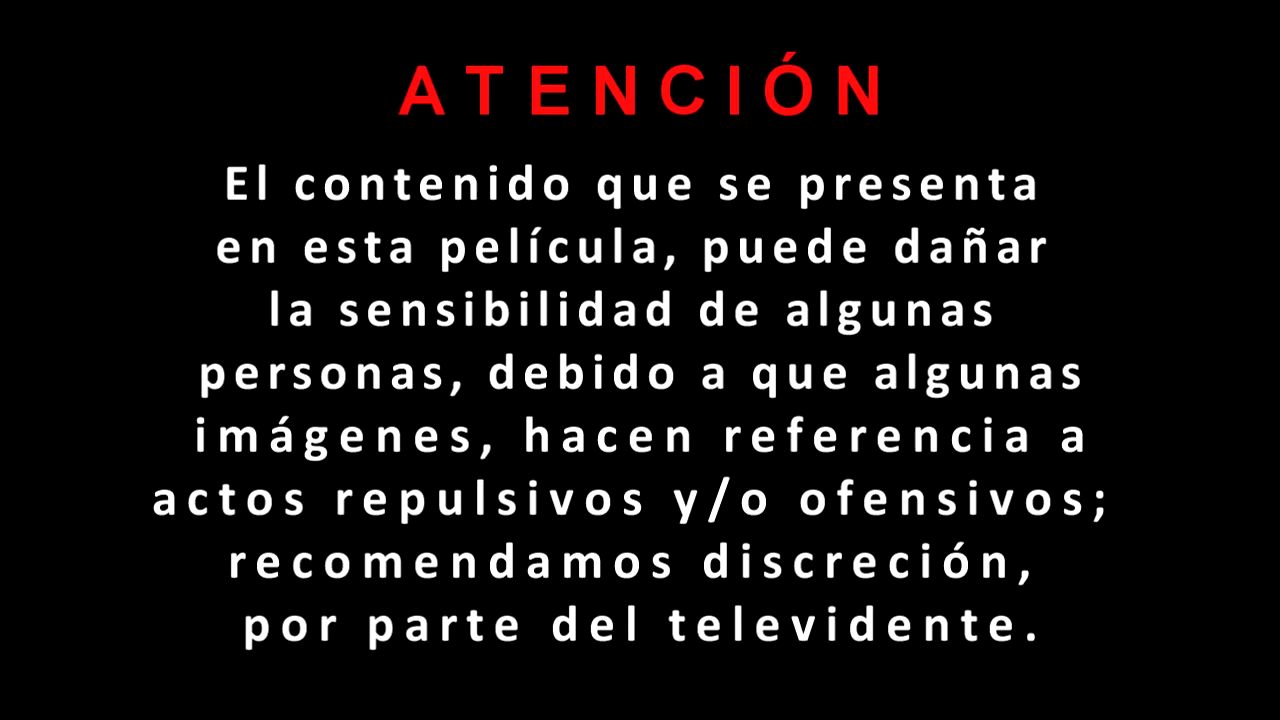 ATENCIÓN
El contenido que se presenta
en esta película, puede dañar
la sensibilidad de algunas
personas, debido a que algunas
imágenes, hacen referencia a
actos repulsivos y/o ofensivos;
recomendamos discreción,
por parte del televidente.